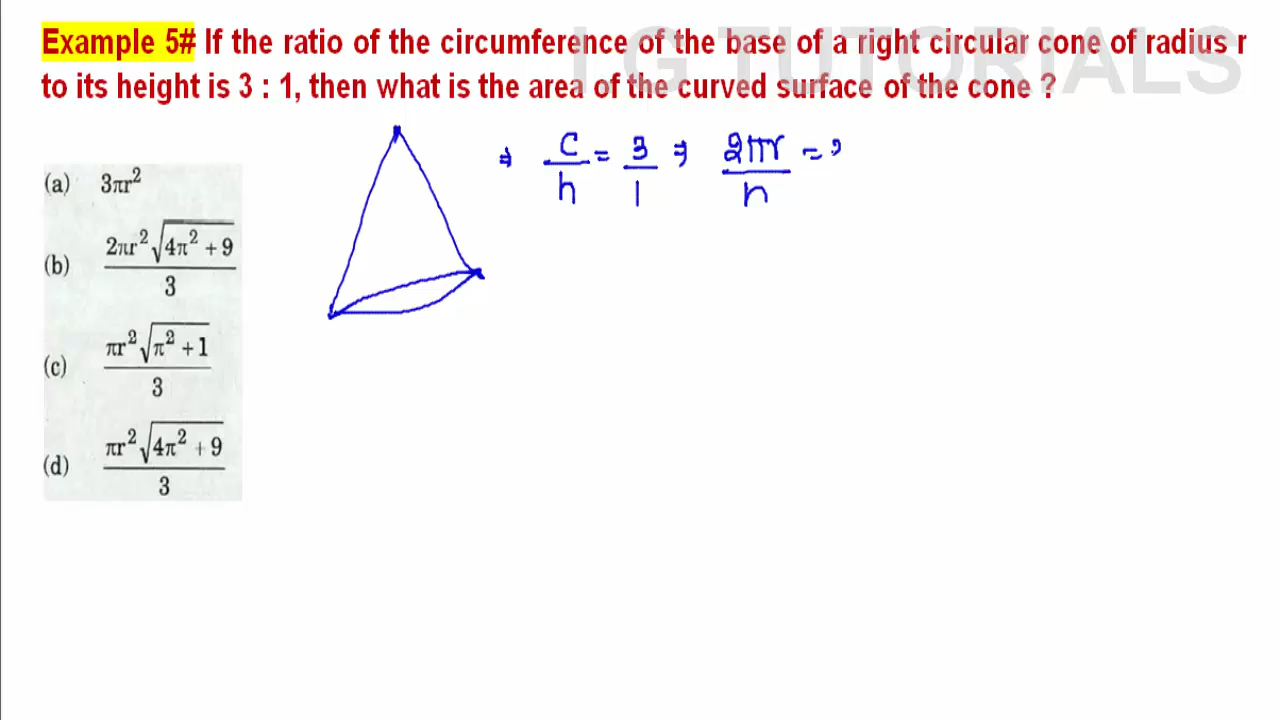 Example 5# If the ratio of the circumference of the base of a right circular cone of radius r
to its height is 3 : 1, then what is the area of the curved surface of the cone ?
I G TUTORIALS
⇒ C/h = 3/1 ⇒ 2πr/h =
(a) 3πr²
(b) 2πr²√(4π² + 9) / 3
(c) πr²√(π² + 1) / 3
(d) πr²√(4π² + 9) / 3